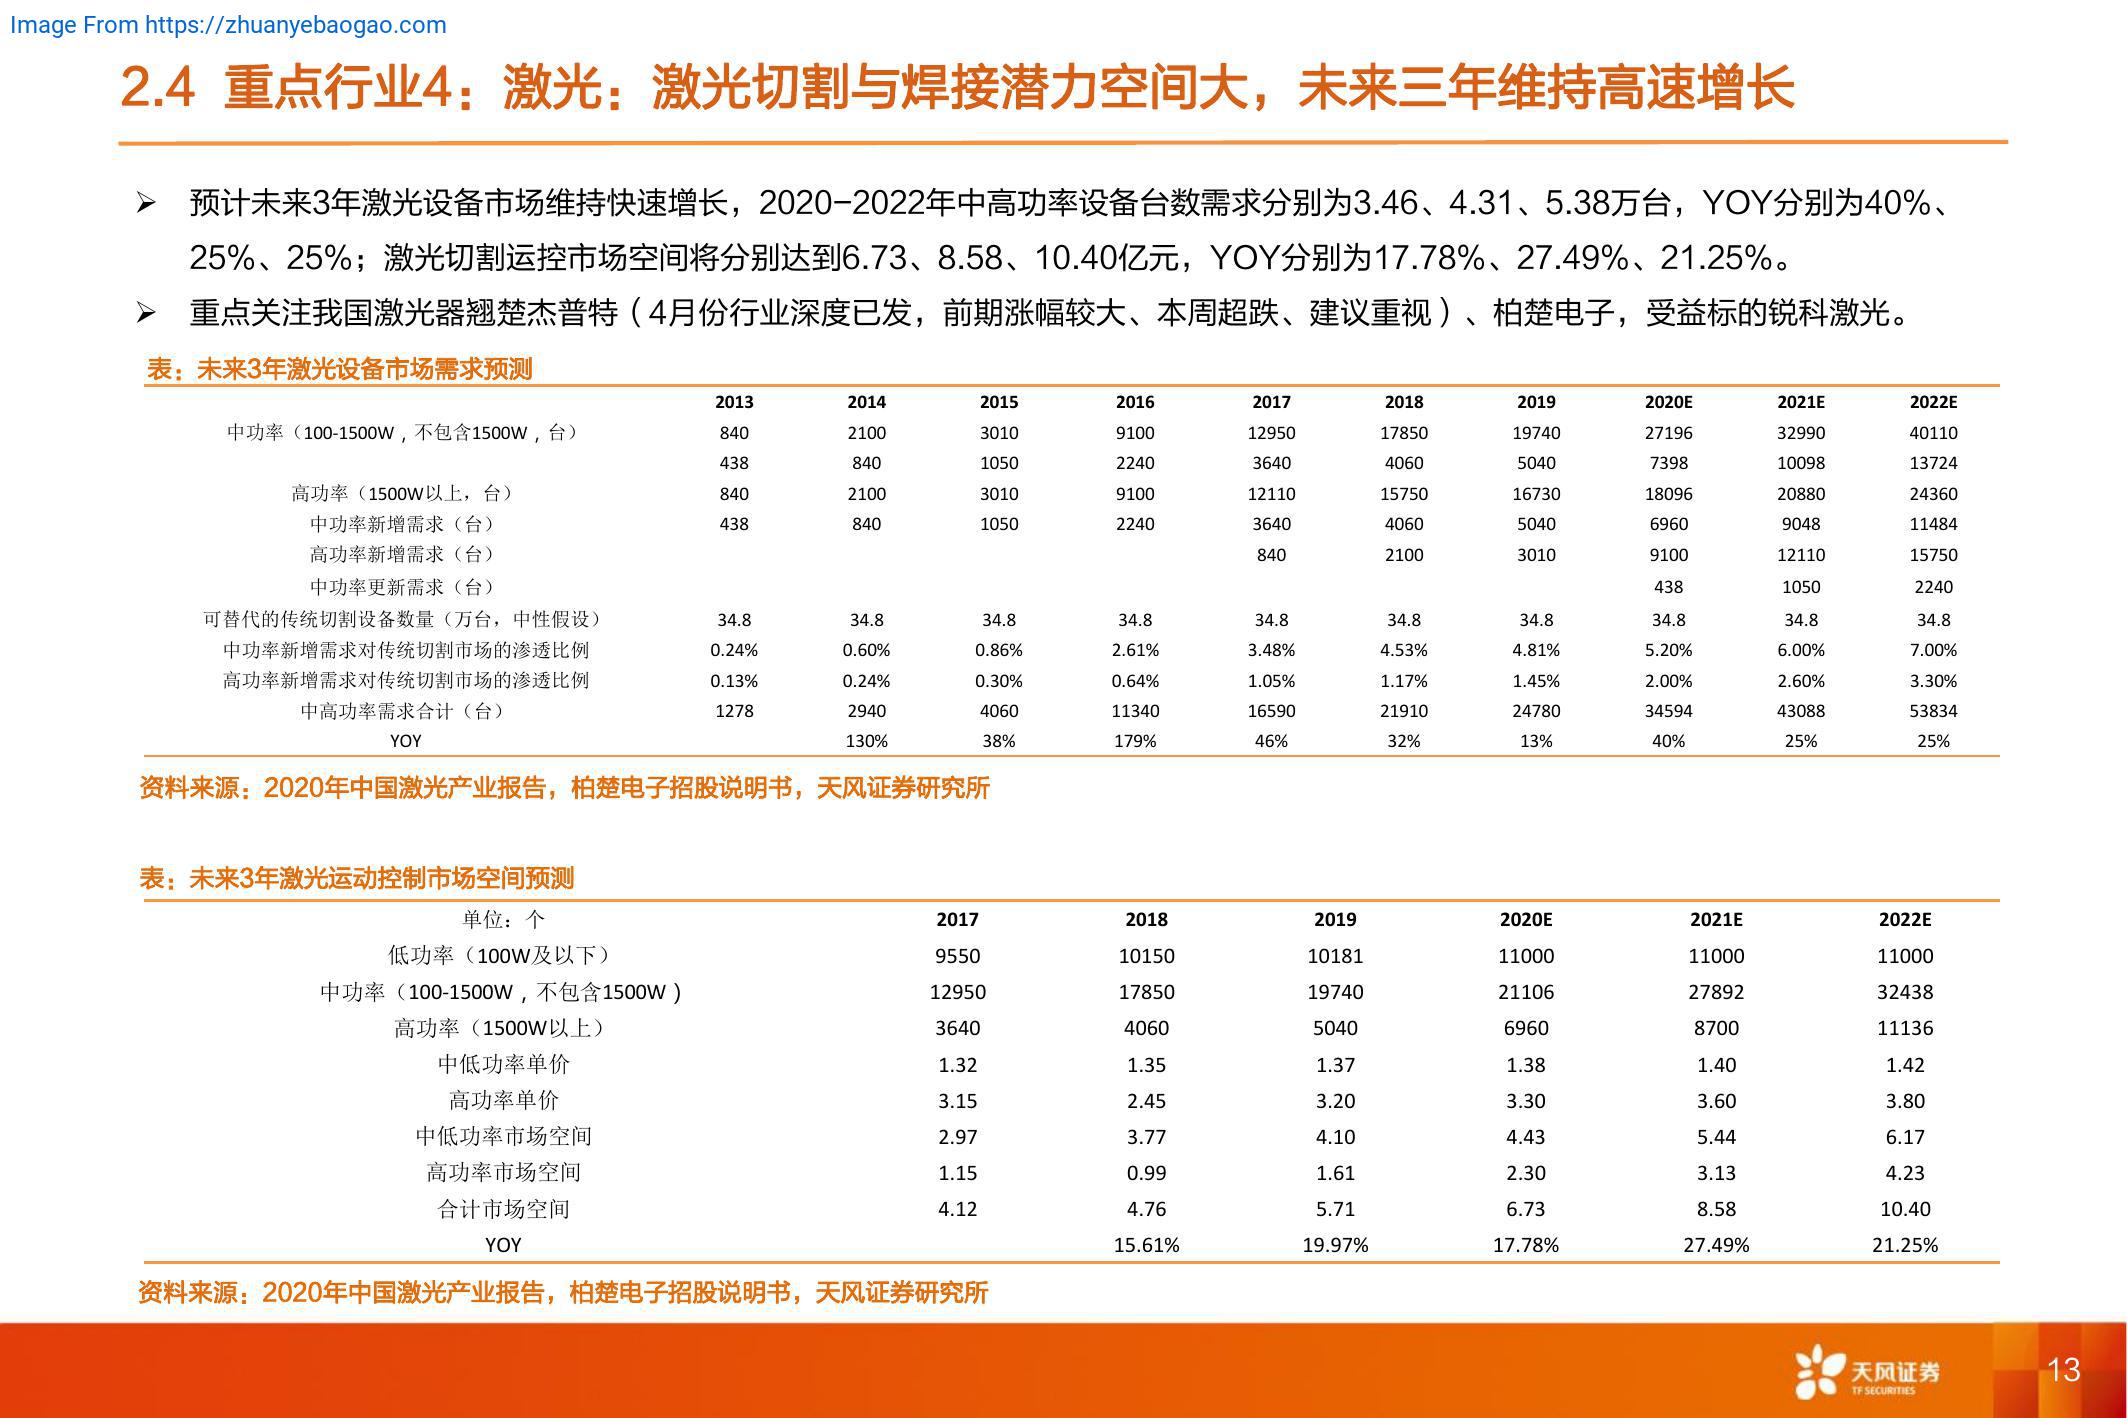 Image From https://zhuanyebaogao.com
2.4 重点行业4：激光：激光切割与焊接潜力空间大，未来三年维持高速增长
➢ 预计未来3年激光设备市场维持快速增长，2020-2022年中高功率设备台数需求分别为3.46、4.31、5.38万台，YOY分别为40%、
25%、25%；激光切割运控市场空间将分别达到6.73、8.58、10.40亿元，YOY分别为17.78%、27.49%、21.25%。
➢ 重点关注我国激光器翘楚杰普特（4月份行业深度已发，前期涨幅较大、本周超跌、建议重视）、柏楚电子，受益标的锐科激光。
表：未来3年激光设备市场需求预测
2013 2014 2015 2016 2017 2018 2019 2020E 2021E 2022E
中功率（100-1500W，不包含1500W，台） 840 2100 3010 9100 12950 17850 19740 27196 32990 40110
438 840 1050 2240 3640 4060 5040 7398 10098 13724
高功率（1500W以上，台） 840 2100 3010 9100 12110 15750 16730 18096 20880 24360
中功率新增需求（台） 438 840 1050 2240 3640 4060 5040 6960 9048 11484
高功率新增需求（台） 840 2100 3010 9100 12110 15750
中功率更新需求（台） 438 1050 2240
可替代的传统切割设备数量（万台，中性假设） 34.8 34.8 34.8 34.8 34.8 34.8 34.8 34.8 34.8 34.8
中功率新增需求对传统切割市场的渗透比例 0.24% 0.60% 0.86% 2.61% 3.48% 4.53% 4.81% 5.20% 6.00% 7.00%
高功率新增需求对传统切割市场的渗透比例 0.13% 0.24% 0.30% 0.64% 1.05% 1.17% 1.45% 2.00% 2.60% 3.30%
中高功率需求合计（台） 1278 2940 4060 11340 16590 21910 24780 34594 43088 53834
YOY 130% 38% 179% 46% 32% 13% 40% 25% 25%
资料来源：2020年中国激光产业报告，柏楚电子招股说明书，天风证券研究所
表：未来3年激光运动控制市场空间预测
单位：个 2017 2018 2019 2020E 2021E 2022E
低功率（100W及以下） 9550 10150 10181 11000 11000 11000
中功率（100-1500W，不包含1500W） 12950 17850 19740 21106 27892 32438
高功率（1500W以上） 3640 4060 5040 6960 8700 11136
中低功率单价 1.32 1.35 1.37 1.38 1.40 1.42
高功率单价 3.15 2.45 3.20 3.30 3.60 3.80
中低功率市场空间 2.97 3.77 4.10 4.43 5.44 6.17
高功率市场空间 1.15 0.99 1.61 2.30 3.13 4.23
合计市场空间 4.12 4.76 5.71 6.73 8.58 10.40
YOY 15.61% 19.97% 17.78% 27.49% 21.25%
资料来源：2020年中国激光产业报告，柏楚电子招股说明书，天风证券研究所
天风证券
TF SECURITIES
13